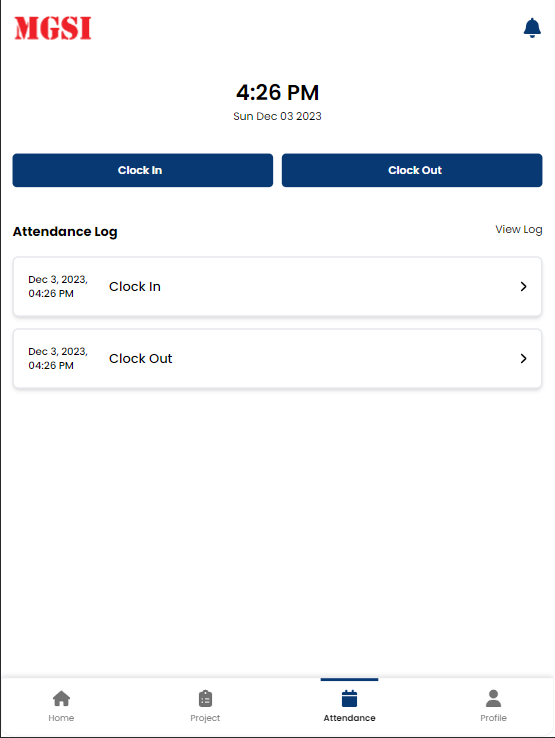 MGSI
4:26 PM
Sun Dec 03 2023
Clock In
Clock Out
Attendance Log
View Log
Dec 3, 2023,
04:26 PM
Clock In
Dec 3, 2023,
04:26 PM
Clock Out
Home
Project
Attendance
Profile